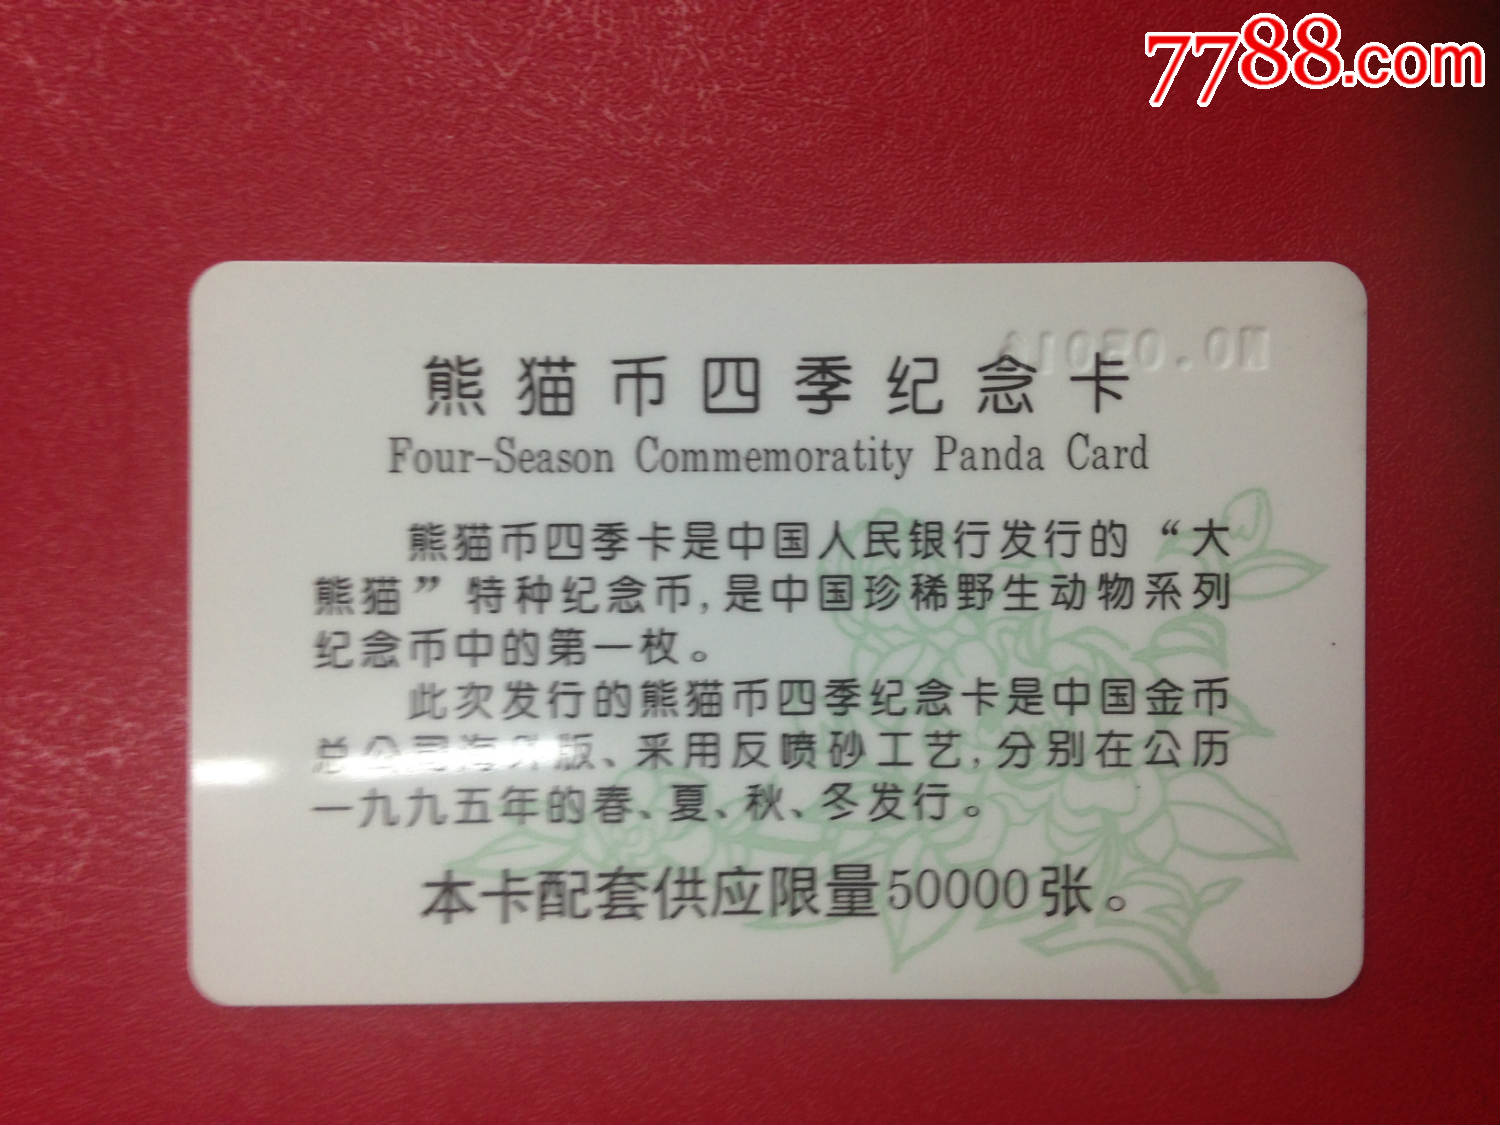 7788.com
熊猫币四季纪念卡
Four-Season Commemoratity Panda Card
熊猫币四季卡是中国人民银行发行的“大
熊猫”特种纪念币,是中国珍稀野生动物系列
纪念币中的第一枚。
此次发行的熊猫币四季纪念卡是中国金币
总公司海外版、采用反喷砂工艺,分别在公历
一九九五年的春、夏、秋、冬发行。
本卡配套供应限量50000张。